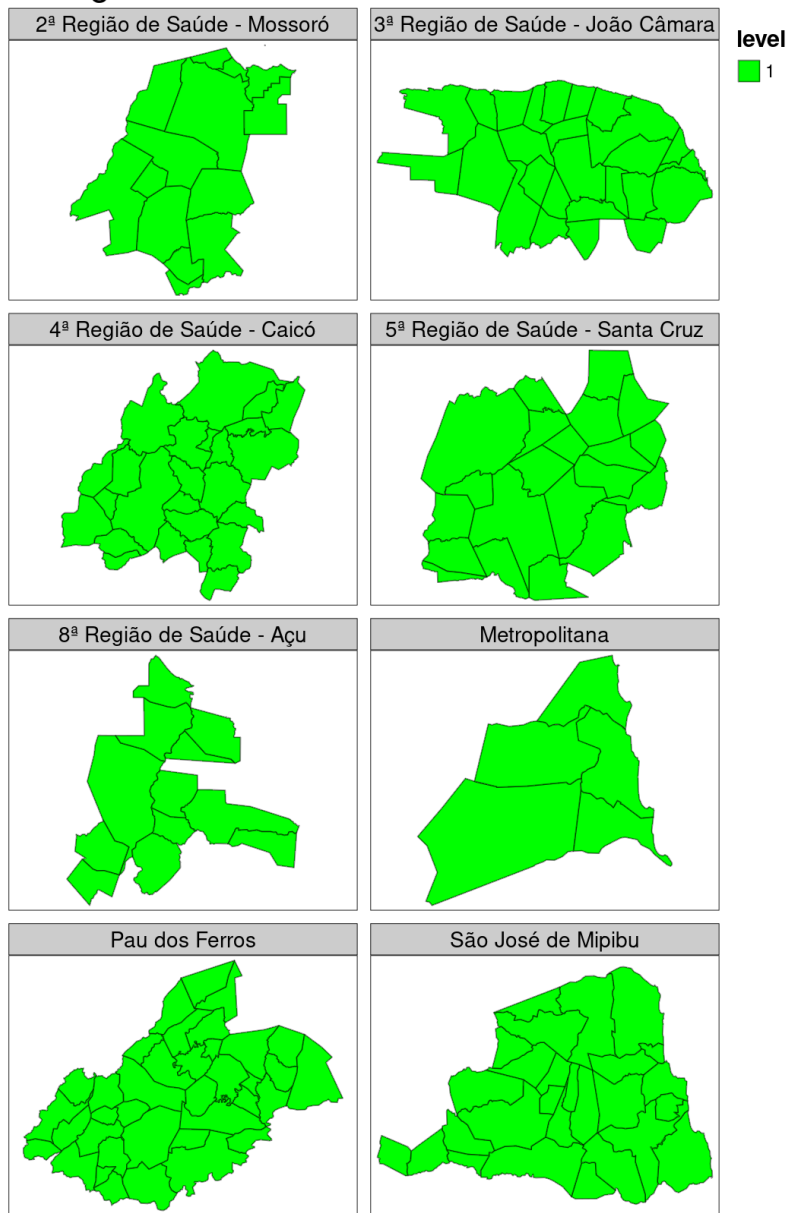 2ª Região de Saúde - Mossoró
3ª Região de Saúde - João Câmara
level
1
4ª Região de Saúde - Caicó
5ª Região de Saúde - Santa Cruz
8ª Região de Saúde - Açu
Metropolitana
Pau dos Ferros
São José de Mipibu